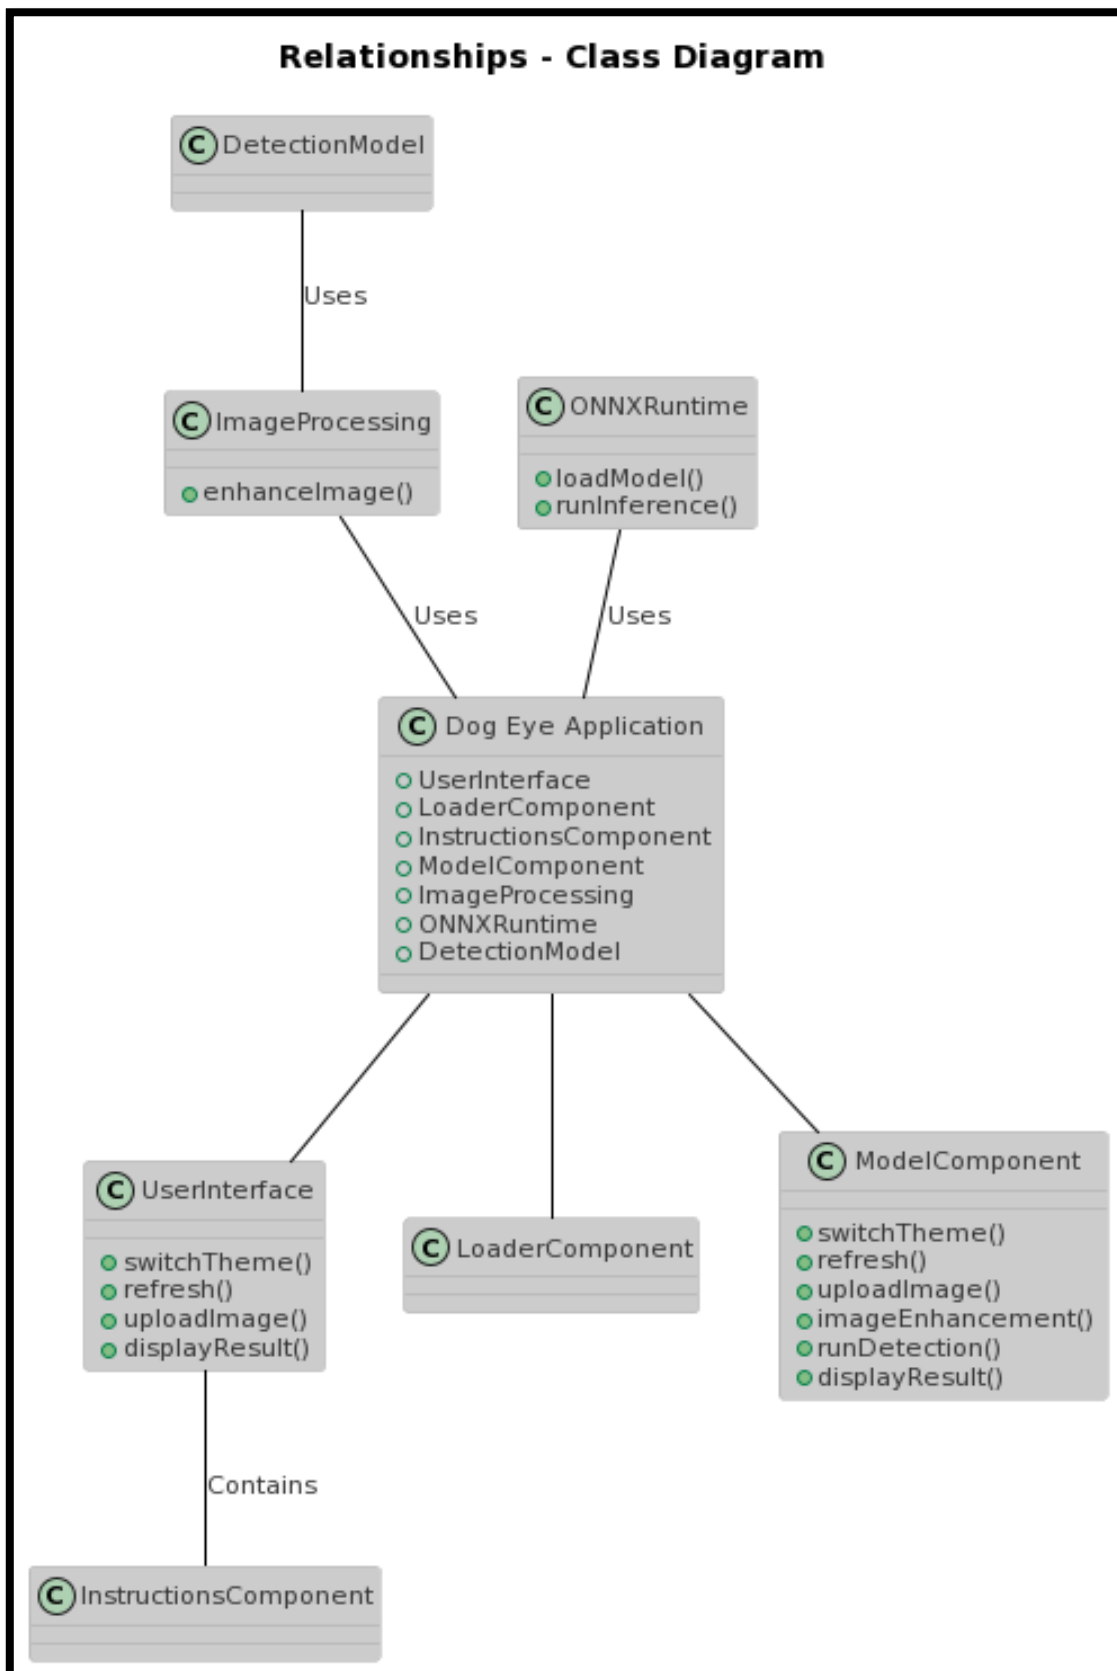 Relationships - Class Diagram
C DetectionModel
Uses
C ImageProcessing
enhanceImage()
C ONNXRuntime
loadModel()
runInference()
Uses
Uses
C Dog Eye Application
UserInterface
LoaderComponent
InstructionsComponent
ModelComponent
ImageProcessing
ONNXRuntime
DetectionModel
C UserInterface
switchTheme()
refresh()
uploadImage()
displayResult()
C LoaderComponent
C ModelComponent
switchTheme()
refresh()
uploadImage()
imageEnhancement()
runDetection()
displayResult()
Contains
C InstructionsComponent